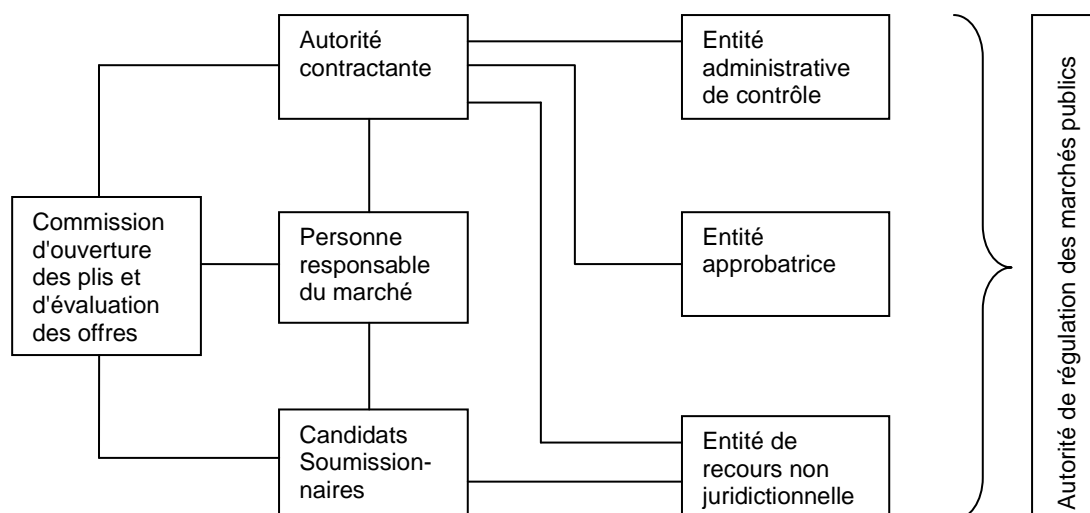 Autorité
contractante
Entité
administrative
de contrôle
Commission
d'ouverture
des plis et
d'évaluation
des offres
Personne
responsable
du marché
Entité
approbatrice
Candidats
Soumission-
naires
Entité de
recours non
juridictionnelle
Autorité de régulation des marchés publics